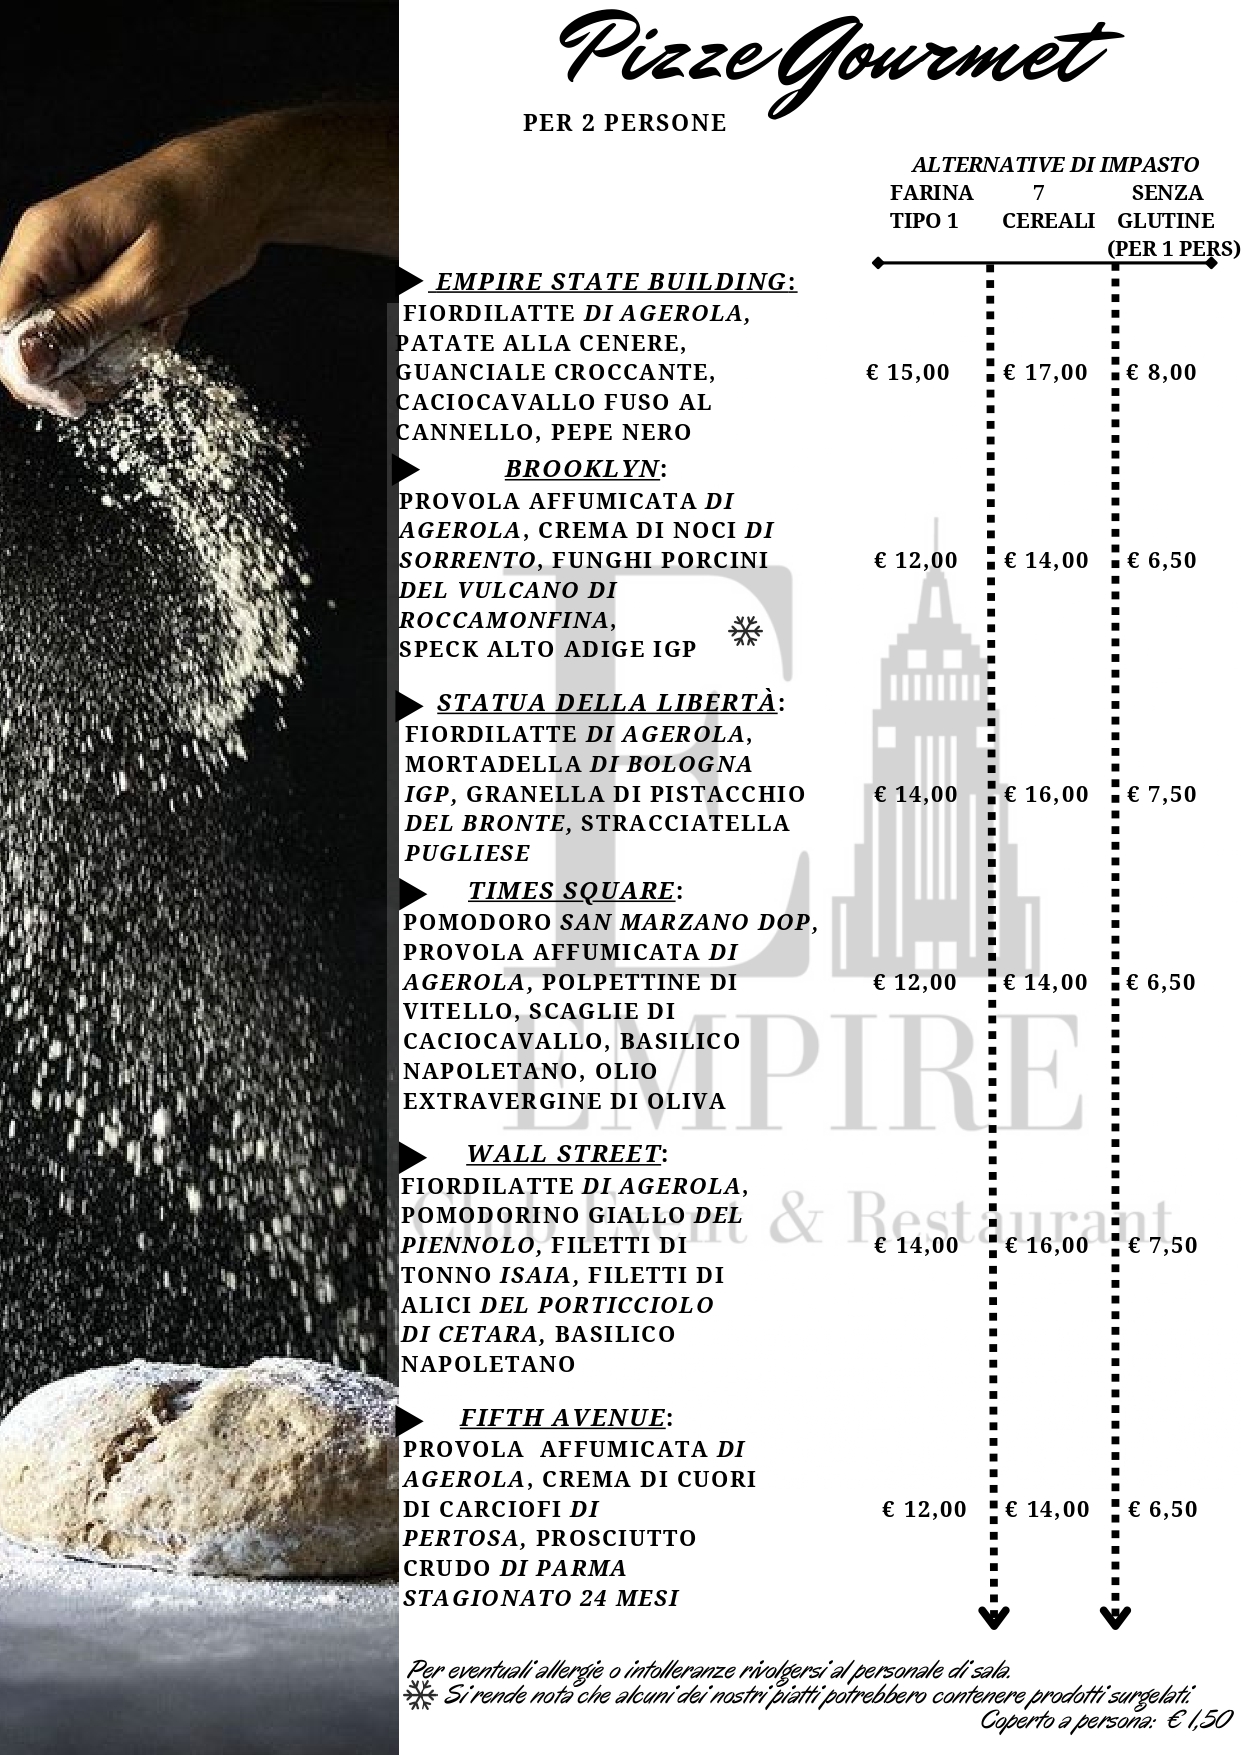 Pizze Gourmet
PER 2 PERSONE
ALTERNATIVE DI IMPASTO
FARINA TIPO 1
7 CEREALI
SENZA GLUTINE (PER 1 PERS)
EMPIRE STATE BUILDING:
FIORDILATTE DI AGEROLA,
PATATE ALLA CENERE,
GUANCIALE CROCCANTE, € 15,00 € 17,00 € 8,00
CACIOCAVALLO FUSO AL
CANNELLO, PEPE NERO
BROOKLYN:
PROVOLA AFFUMICATA DI
AGEROLA, CREMA DI NOCI DI
SORRENTO, FUNGHI PORCINI € 12,00 € 14,00 € 6,50
DEL VULCANO DI
ROCCAMONFINA,
SPECK ALTO ADIGE IGP
STATUA DELLA LIBERTÀ:
FIORDILATTE DI AGEROLA,
MORTADELLA DI BOLOGNA
IGP, GRANELLA DI PISTACCHIO € 14,00 € 16,00 € 7,50
DEL BRONTE, STRACCIATELLA
PUGLIESE
TIMES SQUARE:
POMODORO SAN MARZANO DOP,
PROVOLA AFFUMICATA DI
AGEROLA, POLPETTINE DI € 12,00 € 14,00 € 6,50
VITELLO, SCAGLIE DI
CACIOCAVALLO, BASILICO
NAPOLETANO, OLIO
EXTRAVERGINE DI OLIVA
E
EMPIRE
Club Event & Restaurant
WALL STREET:
FIORDILATTE DI AGEROLA,
POMODORINO GIALLO DEL
PIENNOLO, FILETTI DI € 14,00 € 16,00 € 7,50
TONNO ISAIA, FILETTI DI
ALICI DEL PORTICCIOLO
DI CETARA, BASILICO
NAPOLETANO
FIFTH AVENUE:
PROVOLA AFFUMICATA DI
AGEROLA, CREMA DI CUORI
DI CARCIOFI DI € 12,00 € 14,00 € 6,50
PERTOSA, PROSCIUTTO
CRUDO DI PARMA
STAGIONATO 24 MESI
Per eventuali allergie o intolleranze rivolgersi al personale di sala.
Si rende nota che alcuni dei nostri piatti potrebbero contenere prodotti surgelati.
Coperto a persona: € 1,50